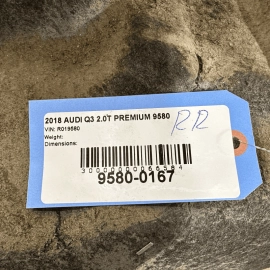 2018 AUDI Q3 2.0T PREMIUM 9580
RR
VIN: R019580
Weight:
Dimensions:
9580-0167